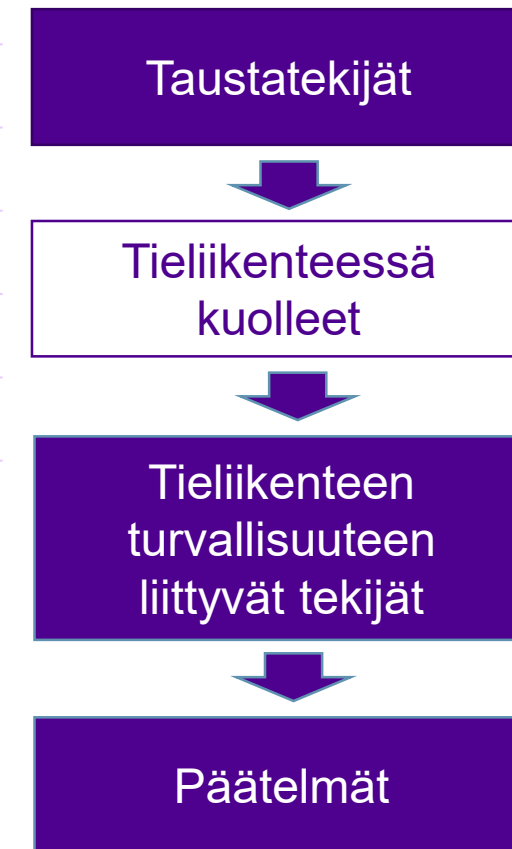 Taustatekijät
Tieliikenteessä
kuolleet
Tieliikenteen
turvallisuuteen
liittyvät tekijät
Päätelmät